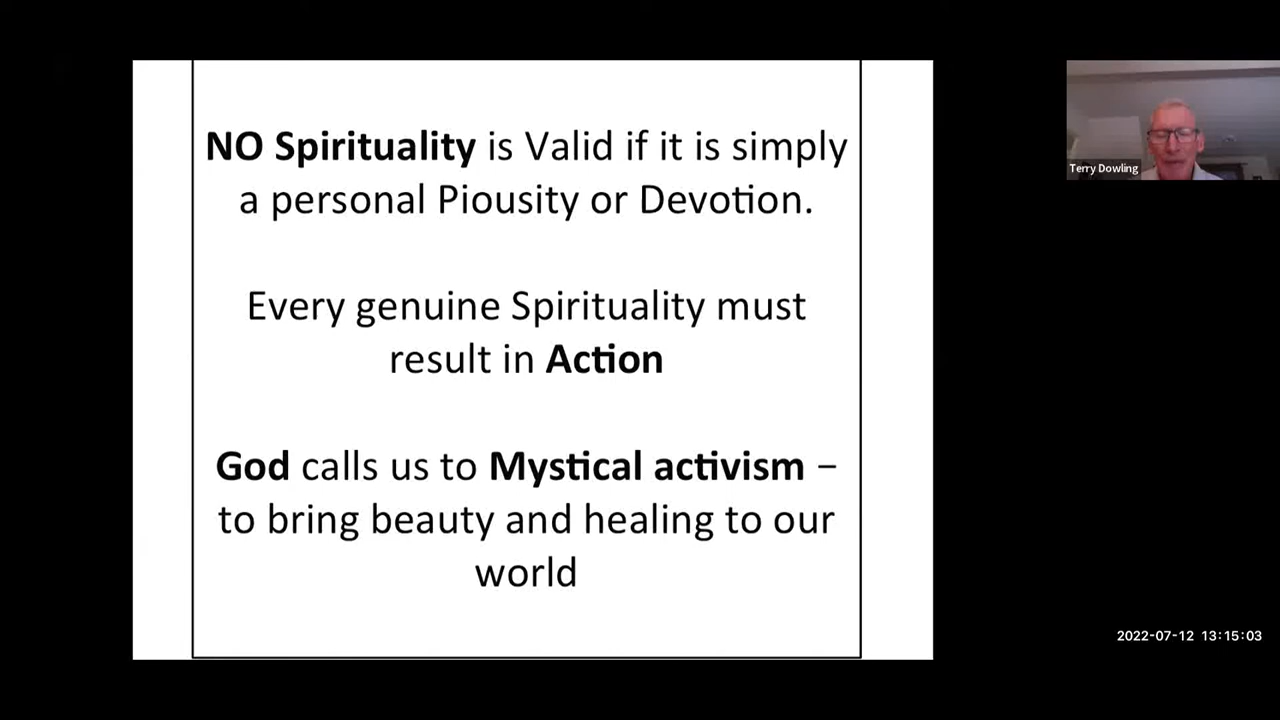 NO Spirituality is Valid if it is simply
a personal Piousity or Devotion.
Every genuine Spirituality must
result in Action
God calls us to Mystical activism –
to bring beauty and healing to our
world
Terry Dowling
2022-07-12 13:15:03